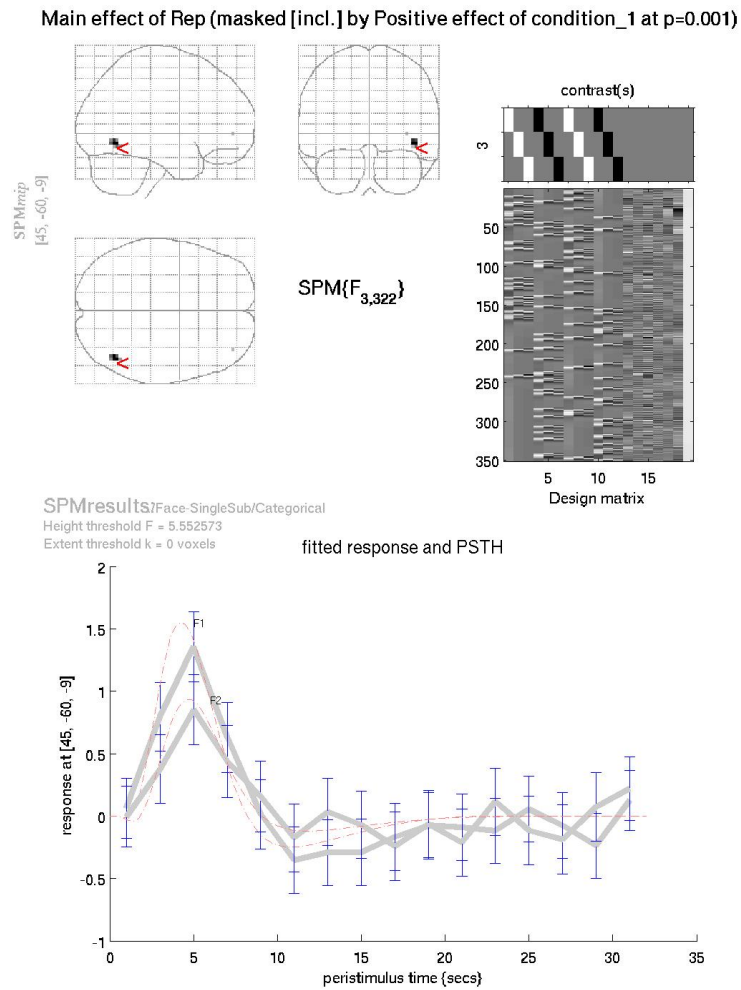 Main effect of Rep (masked [incl.] by Positive effect of condition_1 at p=0.001)
SPMmip
[45, -60, -9]
<
<
<
SPM{F3,322}
contrast(s)
3
50
100
150
200
250
300
350
5 10 15
Design matrix
SPMresults: /Face-SingleSub/Categorical
Height threshold F = 5.552573
Extent threshold k = 0 voxels
fitted response and PSTH
response at [45, -60, -9]
2
1.5
1
0.5
0
-0.5
-1
F1
F2
0 5 10 15 20 25 30 35
peristimulus time {secs}